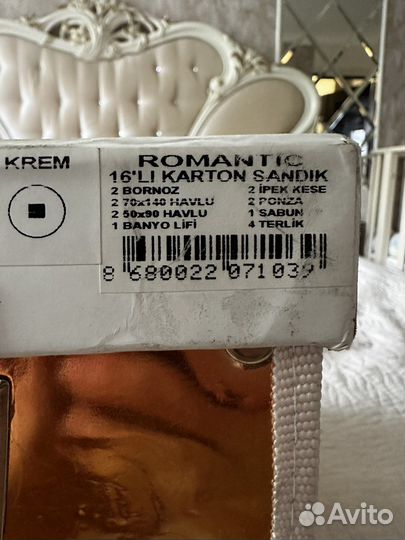 KREM
ROMANTIC
16'LI KARTON SANDIK
2 BORNOZ
2 İPEK KESE
2 70x140 HAVLU
2 PONZA
2 50x90 HAVLU
1 SABUN
1 BANYO LİFİ
4 TERLİK
8 680022 071039
Avito